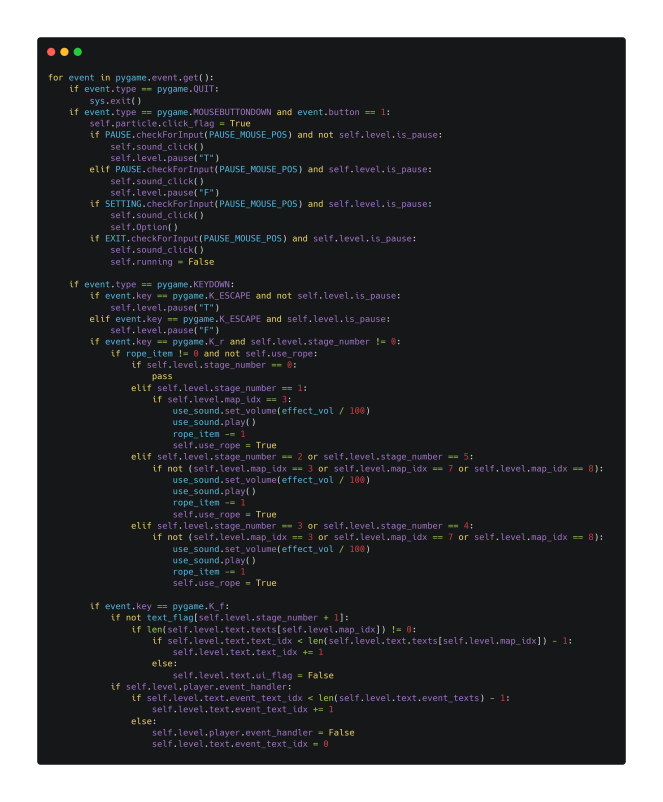 for event in pygame.event.get():
    if event.type == pygame.QUIT:
        sys.exit()
    if event.type == pygame.MOUSEBUTTONDOWN and event.button == 1:
        self.particle.click_flag = True
        if PAUSE.checkForInput(PAUSE_MOUSE_POS) and not self.level.is_pause:
            self.sound_click()
            self.level.pause("T")
        elif PAUSE.checkForInput(PAUSE_MOUSE_POS) and self.level.is_pause:
            self.sound_click()
            self.level.pause("F")
        if SETTING.checkForInput(PAUSE_MOUSE_POS) and self.level.is_pause:
            self.sound_click()
            self.Option()
        if EXIT.checkForInput(PAUSE_MOUSE_POS) and self.level.is_pause:
            self.sound_click()
            self.running = False

    if event.type == pygame.KEYDOWN:
        if event.key == pygame.K_ESCAPE and not self.level.is_pause:
            self.level.pause("T")
        elif event.key == pygame.K_ESCAPE and self.level.is_pause:
            self.level.pause("F")
        if event.key == pygame.K_r and self.level.stage_number != 0:
            if rope_item != 0 and not self.use_rope:
                if self.level.stage_number == 0:
                    pass
                elif self.level.stage_number == 1:
                    if self.level.map_idx == 3:
                        use_sound.set_volume(effect_vol / 100)
                        use_sound.play()
                        rope_item -= 1
                        self.use_rope = True
                elif self.level.stage_number == 2 or self.level.stage_number == 5:
                    if not (self.level.map_idx == 3 or self.level.map_idx == 7 or self.level.map_idx == 8):
                        use_sound.set_volume(effect_vol / 100)
                        use_sound.play()
                        rope_item -= 1
                        self.use_rope = True
                elif self.level.stage_number == 3 or self.level.stage_number == 4:
                    if not (self.level.map_idx == 3 or self.level.map_idx == 7 or self.level.map_idx == 8):
                        use_sound.set_volume(effect_vol / 100)
                        use_sound.play()
                        rope_item -= 1
                        self.use_rope = True

        if event.key == pygame.K_f:
            if not text_flag[self.level.stage_number + 1]:
                if len(self.level.text.texts[self.level.map_idx]) != 0:
                    if self.level.text.text_idx < len(self.level.text.texts[self.level.map_idx]) - 1:
                        self.level.text.text_idx += 1
                    else:
                        self.level.text.ui_flag = False
            if self.level.player.event_handler:
                if self.level.text.event_text_idx < len(self.level.text.event_texts) - 1:
                    self.level.text.event_text_idx += 1
                else:
                    self.level.player.event_handler = False
                    self.level.text.event_text_idx = 0